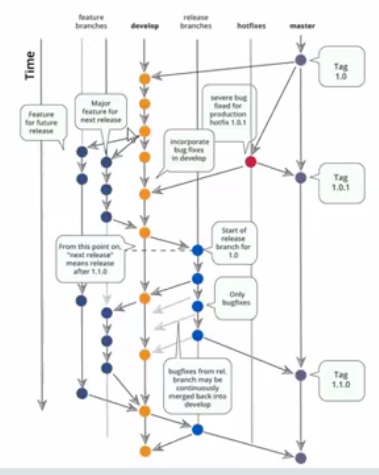 feature
branches
develop
release
branches
hotfixes
master
Time
Tag
1.0
Feature
for future
release
Major
feature for
next release
severe bug
fixed for
production
hotfix 1.0.1
incorporate
bug fixes
in develop
Tag
1.0.1
From this point on,
"next release"
means release
after 1.1.0
Start of
release
branch for
1.0
Only
bugfixes
bugfixes from rel.
branch may be
continuously
merged back into
develop
Tag
1.1.0